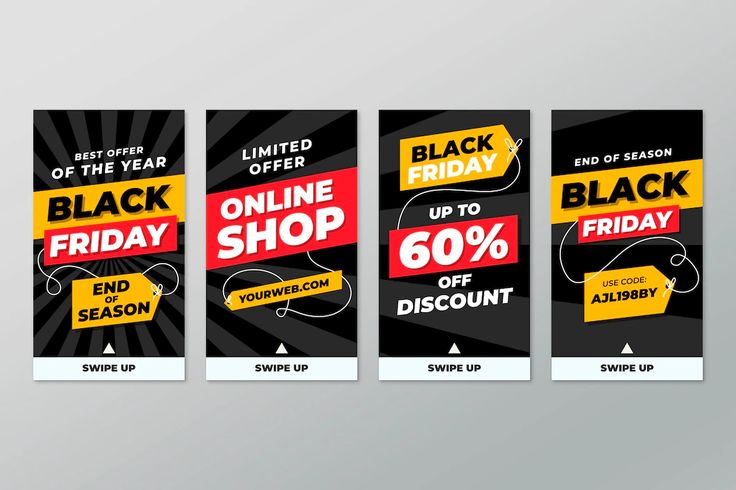 BEST OFFER
OF THE YEAR
BLACK
FRIDAY
END
OF
SEASON
SWIPE UP
LIMITED
OFFER
ONLINE
SHOP
YOURWEB.COM
SWIPE UP
BLACK
FRIDAY
UP TO
60%
OFF
DISCOUNT
SWIPE UP
END OF SEASON
BLACK
FRIDAY
USE CODE:
AJL198BY
SWIPE UP